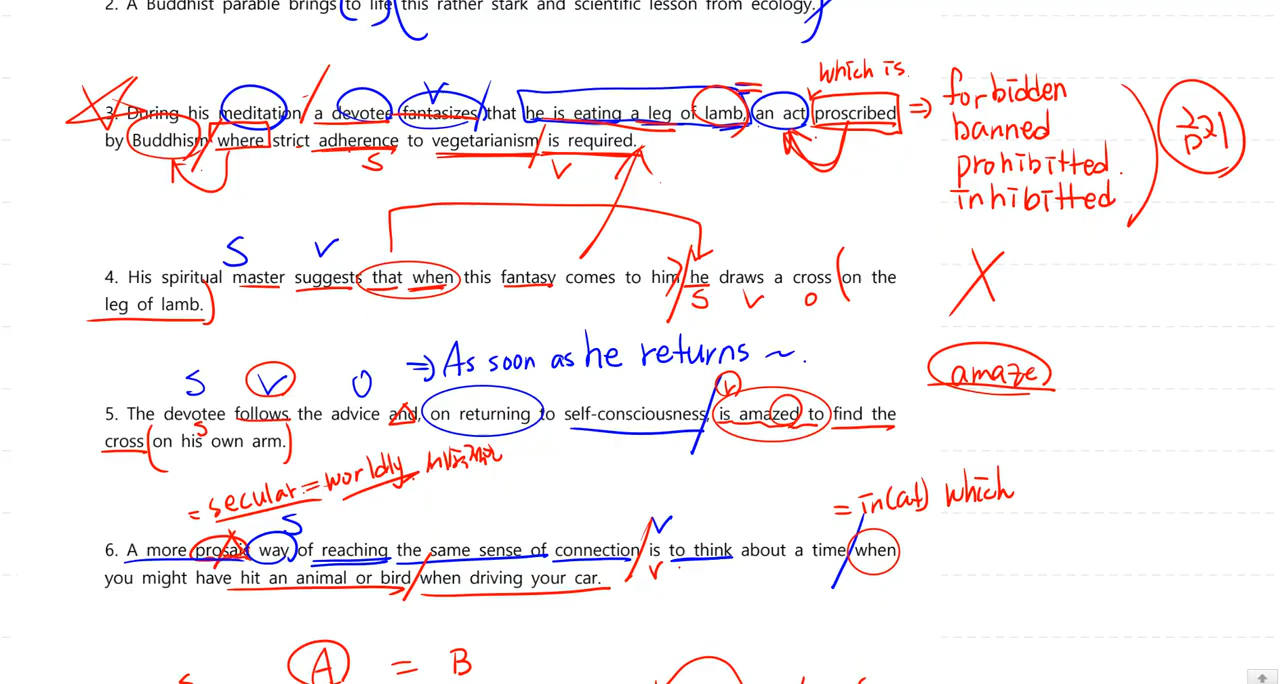 2. A Buddhist parable brings to life this rather stark and scientific lesson from ecology.
which is.
V
3. During his meditation a devotee fantasizes that he is eating a leg of lamb, an act proscribed ⇒ forbidden
banned
prohibitted.
inhibitted
by Buddhism where strict adherence to vegetarianism is required.
S V
S V
4. His spiritual master suggests that when this fantasy comes to him he draws a cross on the
S V O
leg of lamb.
⇒ As soon as he returns ~.
amaze
S V O
V
5. The devotee follows the advice and, on returning to self-consciousness, is amazed to find the
S
cross on his own arm.
= secular = worldly
= in(at) which
S V
6. A more prosaic way of reaching the same sense of connection is to think about a time when
V
you might have hit an animal or bird when driving your car.
A = B